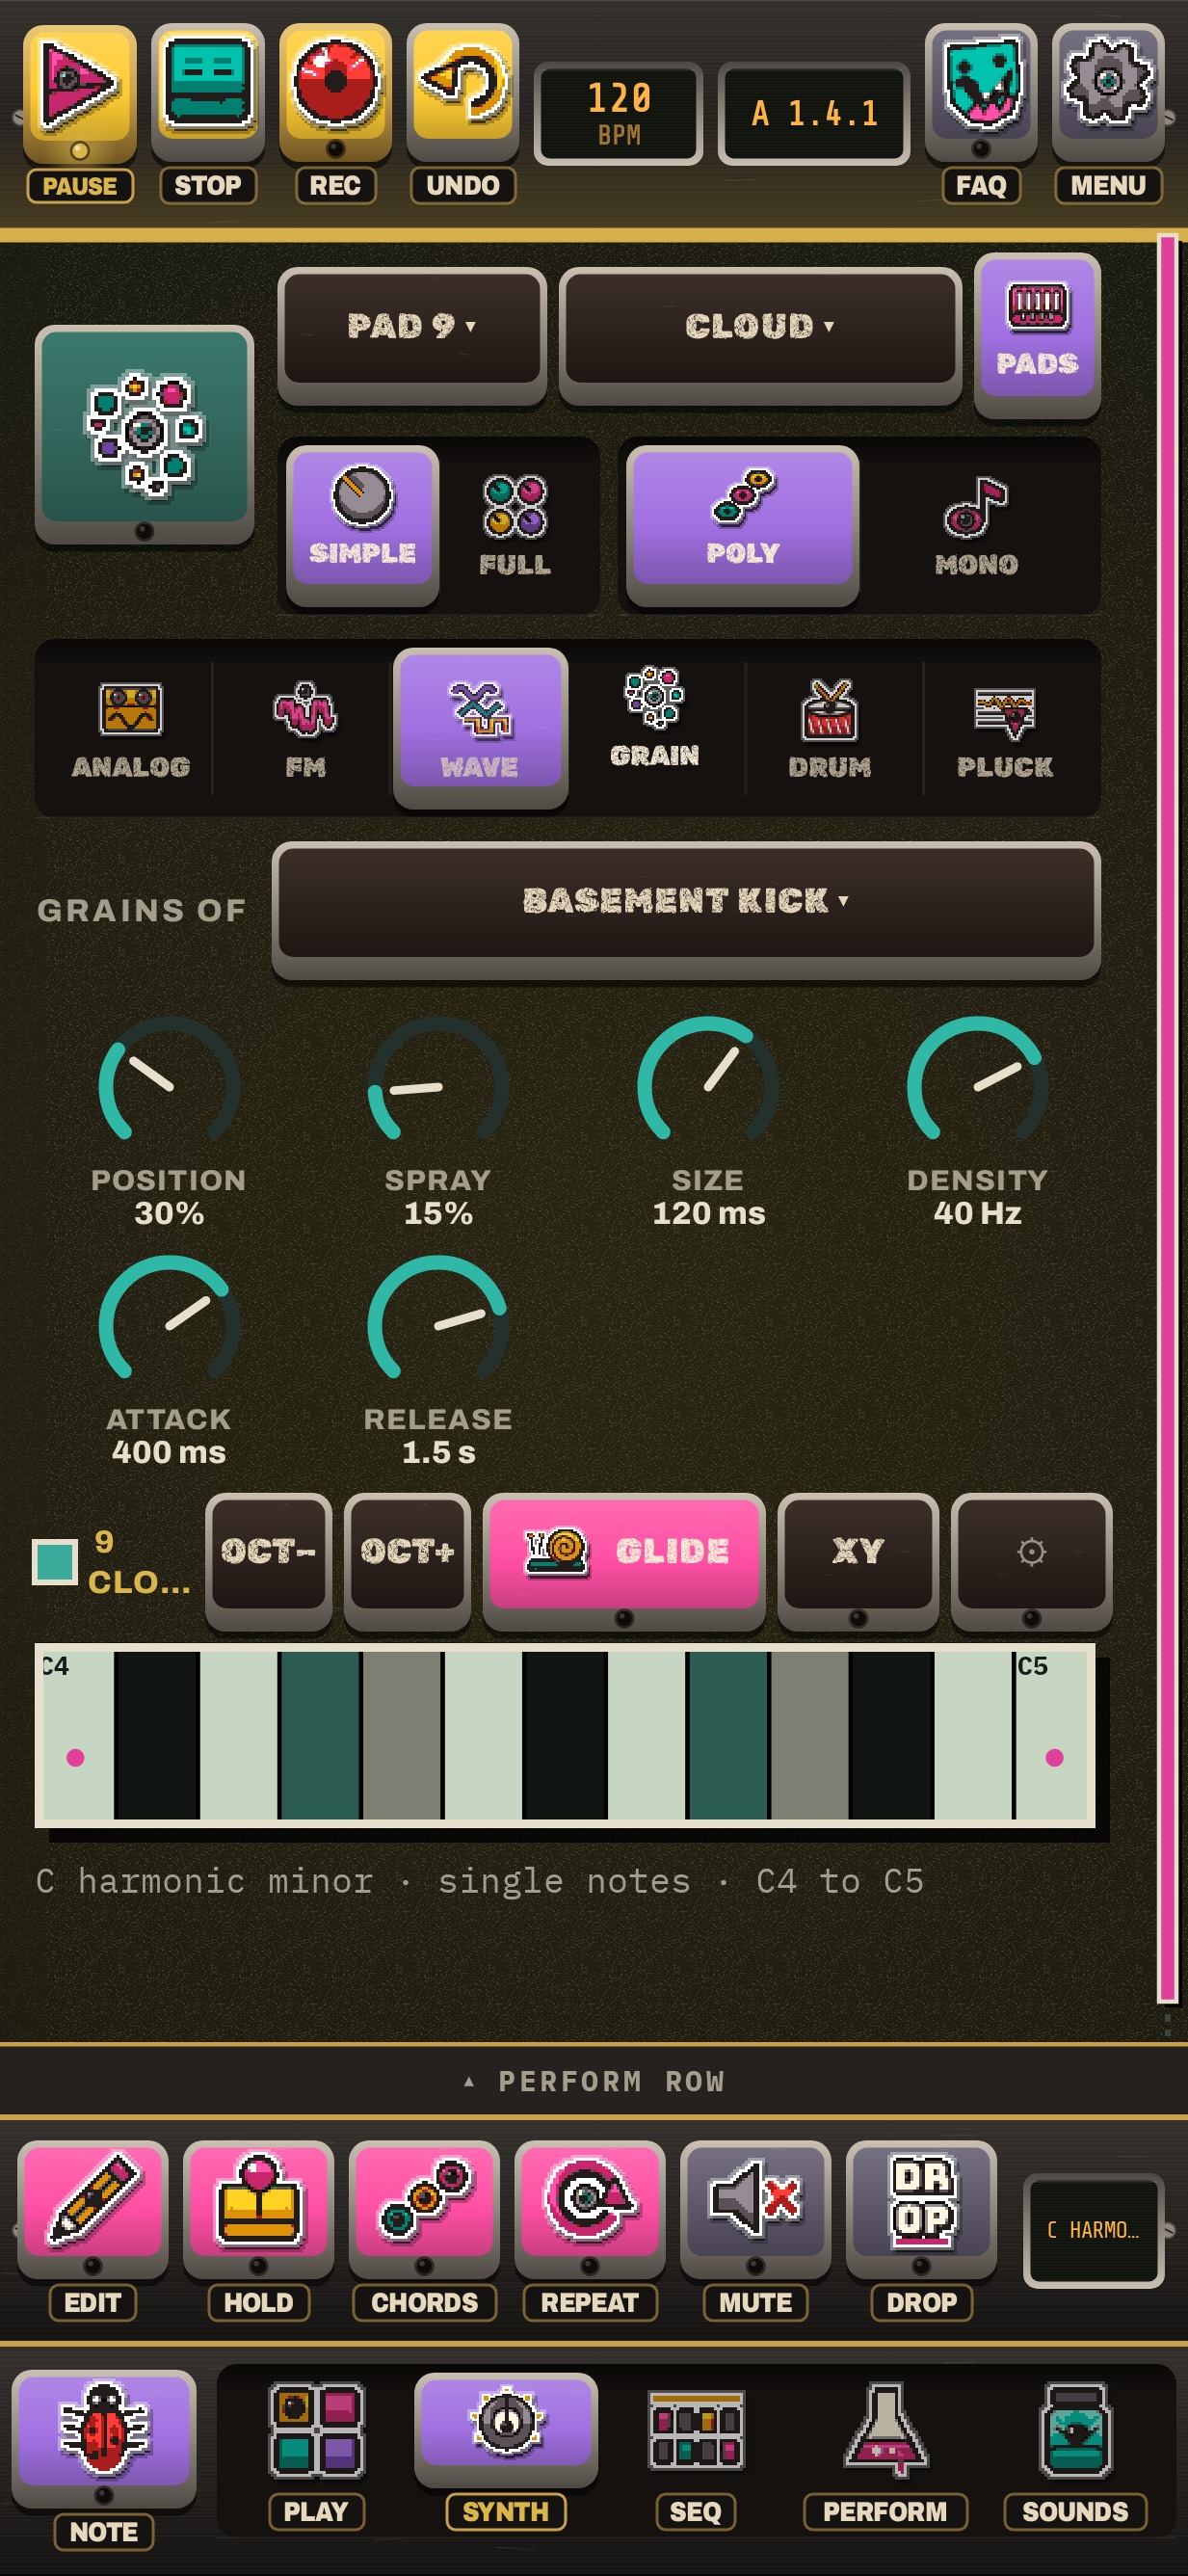 PAUSE
STOP
REC
UNDO
120
BPM
A 1.4.1
FAQ
MENU
PAD 9 ▾
CLOUD ▾
PADS
SIMPLE
FULL
POLY
MONO
ANALOG
FM
WAVE
GRAIN
DRUM
PLUCK
GRAINS OF
BASEMENT KICK ▾
POSITION
30%
SPRAY
15%
SIZE
120 ms
DENSITY
40 Hz
ATTACK
400 ms
RELEASE
1.5 s
9
CLO...
OCT-
OCT+
GLIDE
XY
C4
C5
C harmonic minor · single notes · C4 to C5
▴ PERFORM ROW
DR
OP
C HARMO...
EDIT
HOLD
CHORDS
REPEAT
MUTE
DROP
NOTE
PLAY
SYNTH
SEQ
PERFORM
SOUNDS